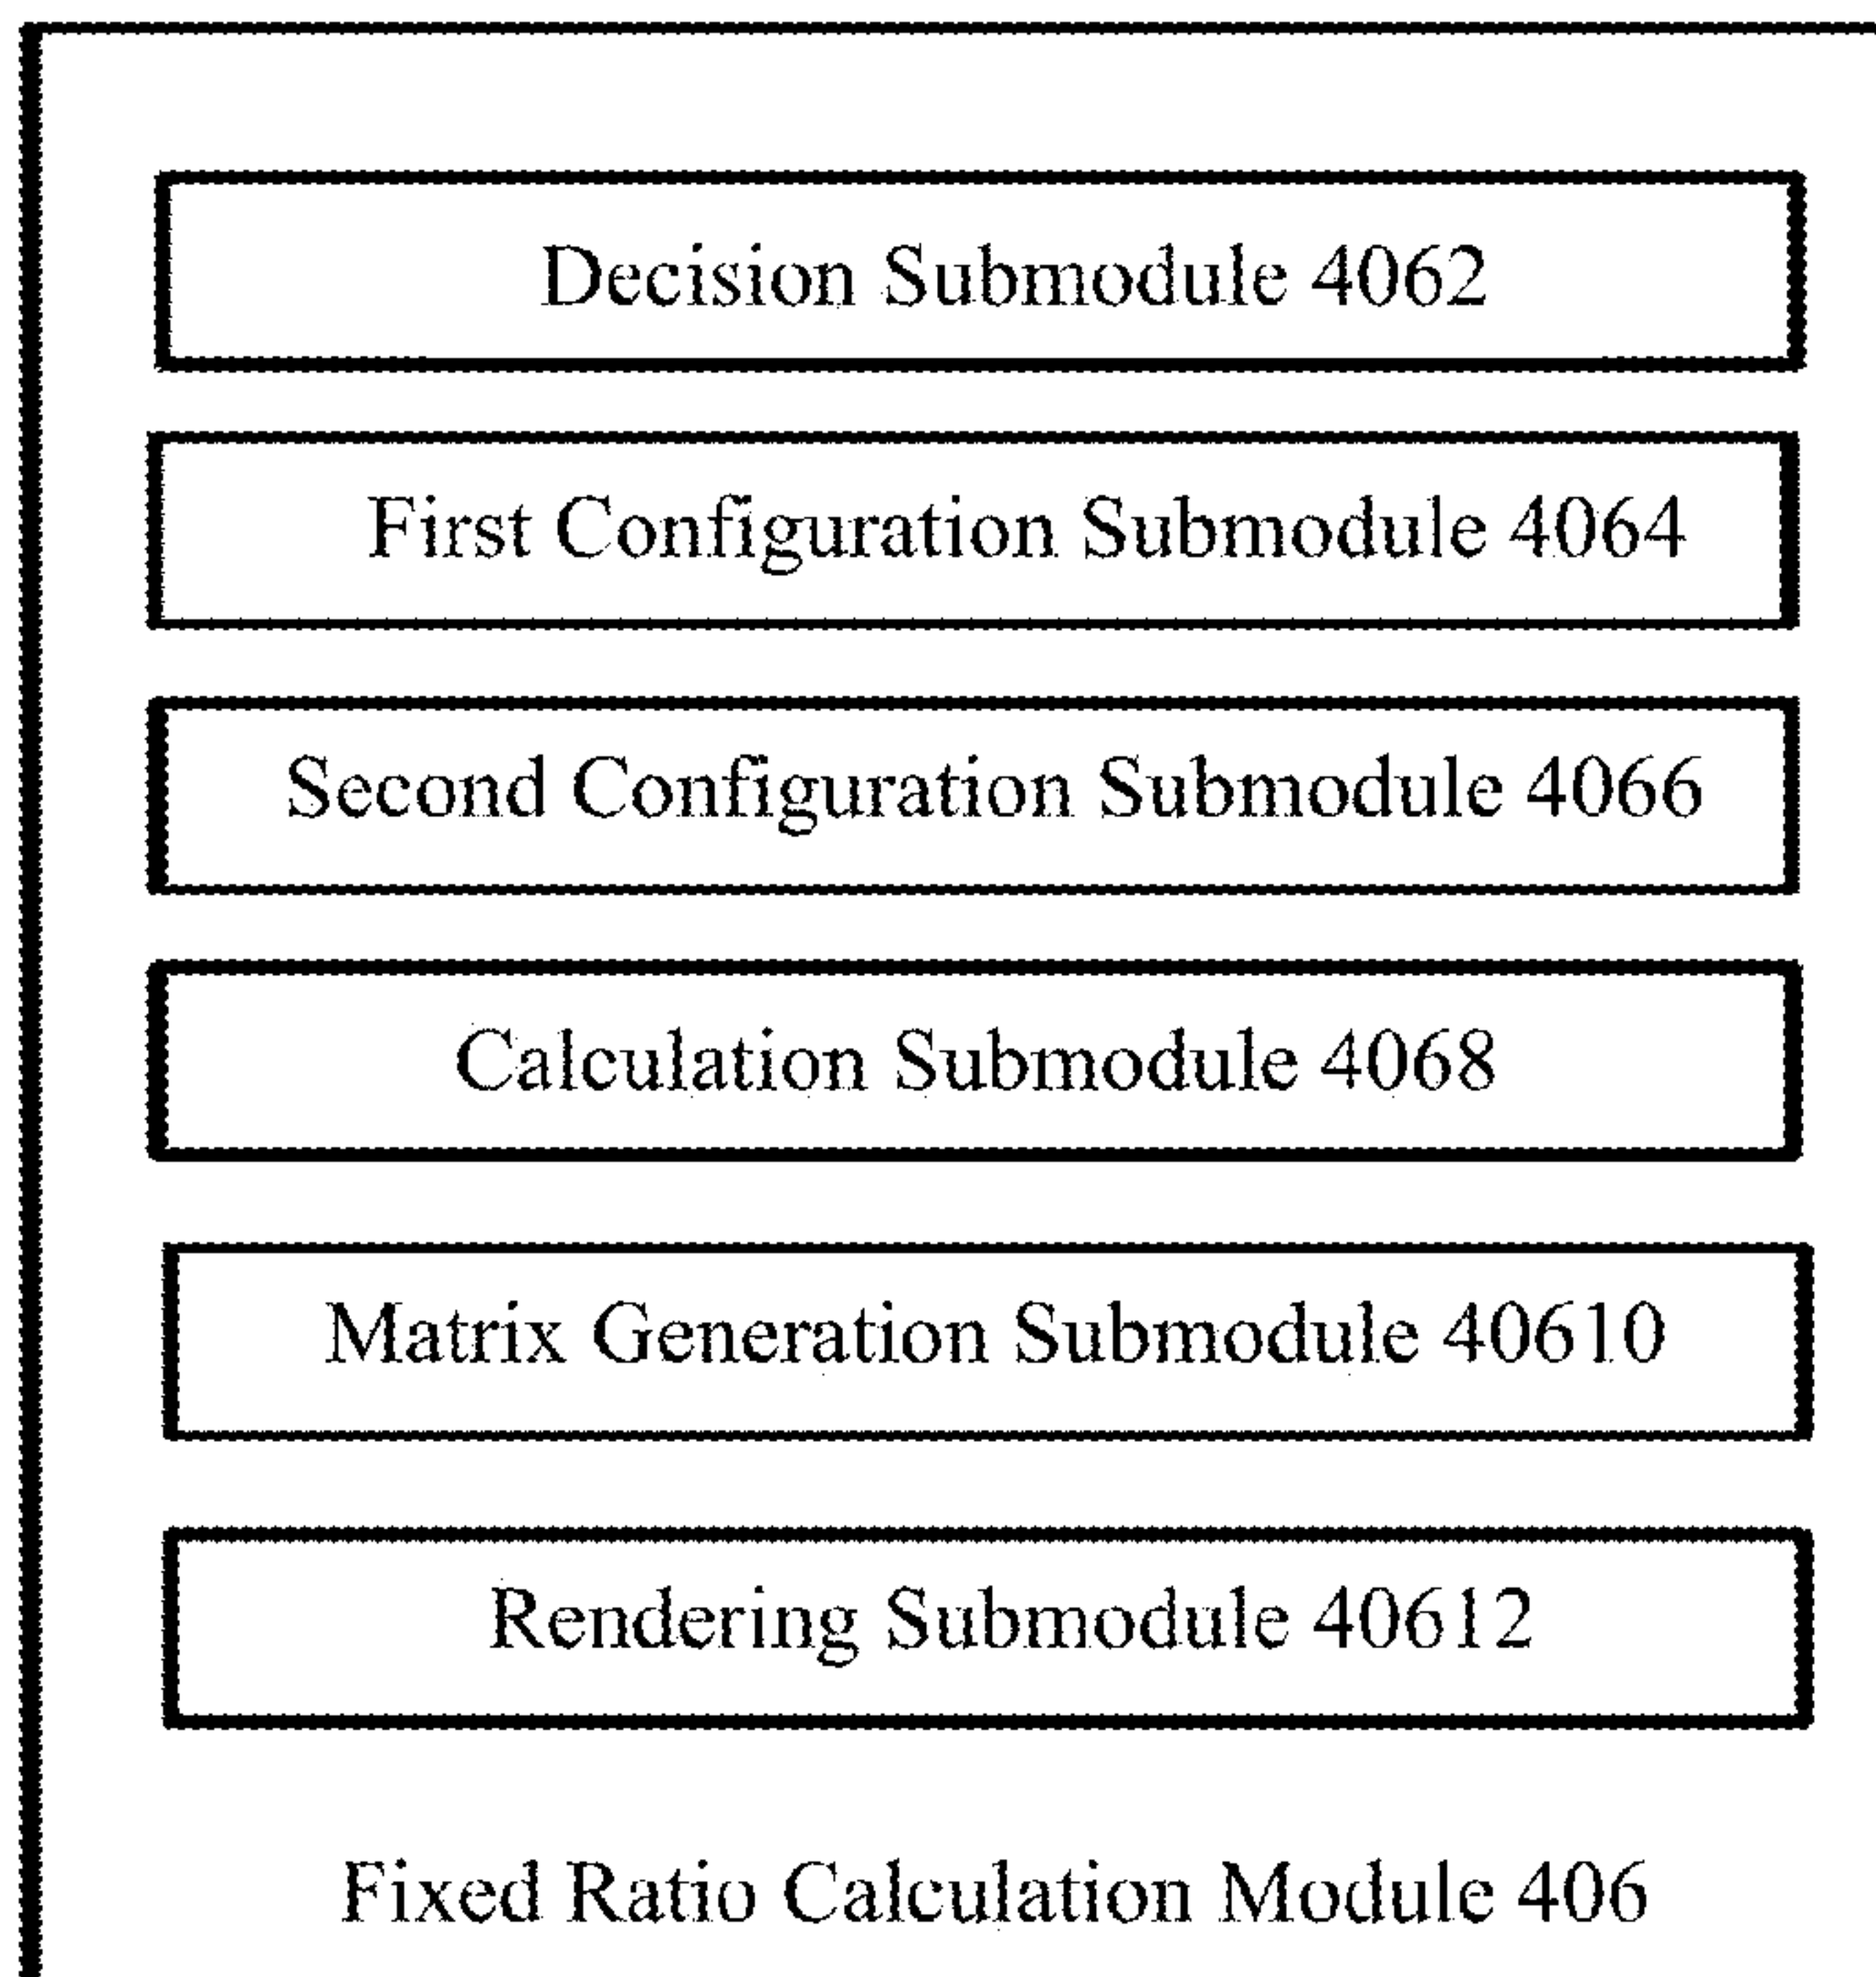 Decision Submodule 4062
First Configuration Submodule 4064
Second Configuration Submodule 4066
Calculation Submodule 4068
Matrix Generation Submodule 40610
Rendering Submodule 40612
Fixed Ratio Calculation Module 406